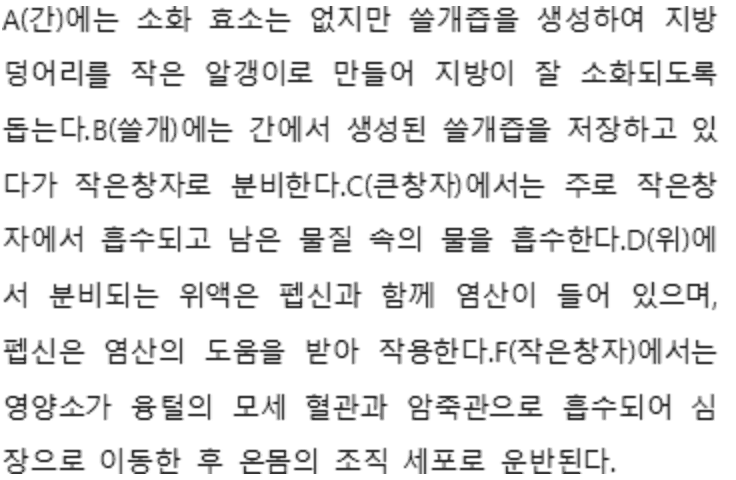 A(간)에는 소화 효소는 없지만 쓸개즙을 생성하여 지방
덩어리를 작은 알갱이로 만들어 지방이 잘 소화되도록
돕는다.B(쓸개)에는 간에서 생성된 쓸개즙을 저장하고 있
다가 작은창자로 분비한다.C(큰창자)에서는 주로 작은창
자에서 흡수되고 남은 물질 속의 물을 흡수한다.D(위)에
서 분비되는 위액은 펩신과 함께 염산이 들어 있으며,
펩신은 염산의 도움을 받아 작용한다.F(작은창자)에서는
영양소가 융털의 모세 혈관과 암죽관으로 흡수되어 심
장으로 이동한 후 온몸의 조직 세포로 운반된다.